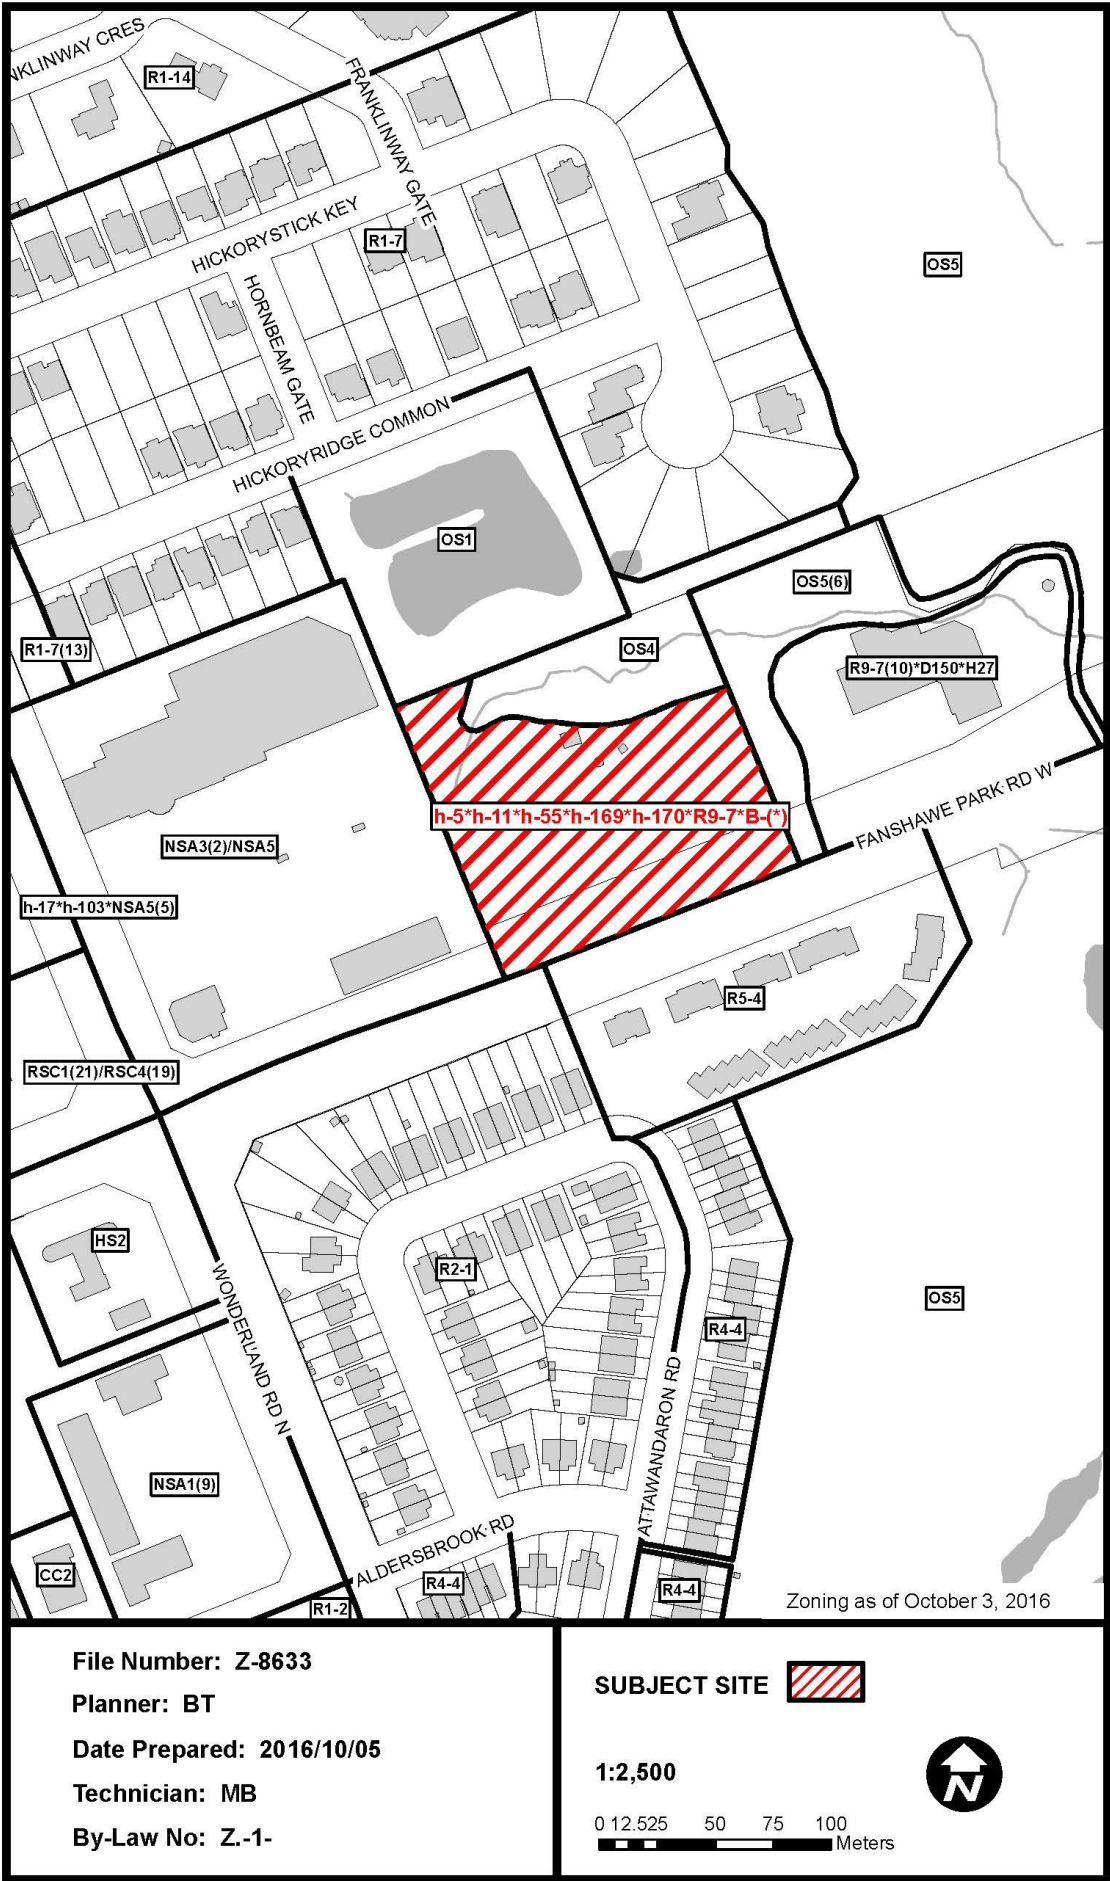 NKLINWAY CRES
R1-14
FRANKLINWAY GATE
HICKORYSTICK KEY
R1-7
OS5
HORNBEAM GATE
HICKORYRIDGE COMMON
OS1
OS5(6)
R1-7(13)
OS4
R9-7(10)*D150*H27
h-5*h-11*h-55*h-169*h-170*R9-7*B-(*)
FANSHAWE PARK RD W
NSA3(2)/NSA5
h-17*h-103*NSA5(5)
R5-4
RSC1(21)/RSC4(19)
HS2
R2-1
OS5
WONDERLAND RD N
R4-4
ATTAWANDARON RD
NSA1(9)
ALDERSBROOK RD
CC2
R4-4
R4-4
R1-2
Zoning as of October 3, 2016
File Number: Z-8633
Planner: BT
Date Prepared: 2016/10/05
Technician: MB
By-Law No: Z.-1-
SUBJECT SITE
1:2,500
N
0 12.525 50 75 100
Meters